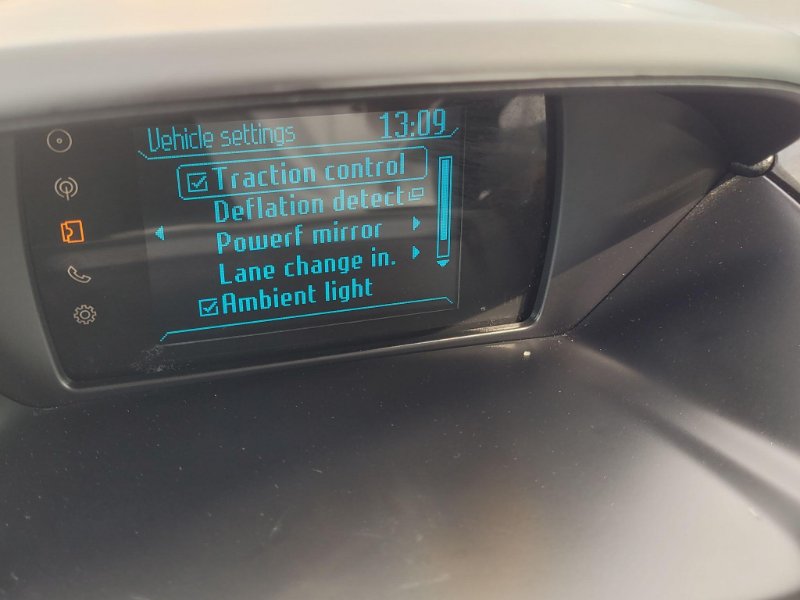 Vehicle settings 13:09
Traction control
Deflation detect
Powerf mirror
Lane change in.
Ambient light